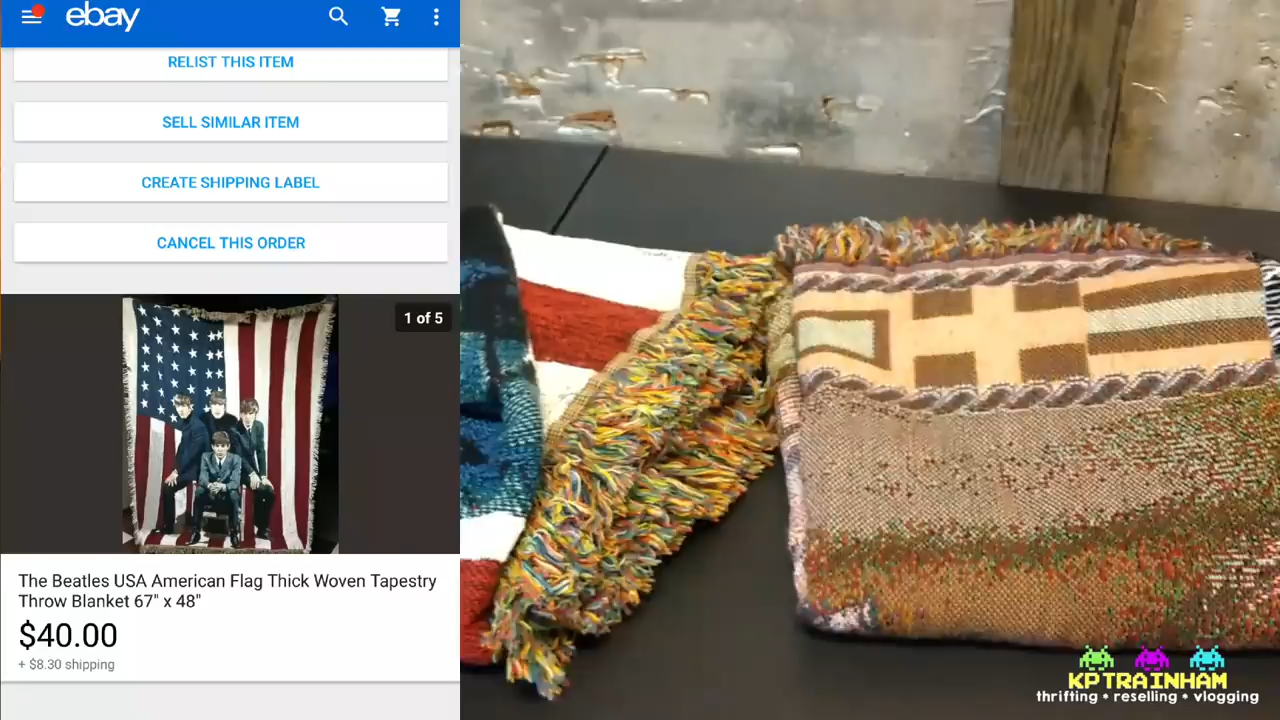 ebay
RELIST THIS ITEM
SELL SIMILAR ITEM
CREATE SHIPPING LABEL
CANCEL THIS ORDER
1 of 5
The Beatles USA American Flag Thick Woven Tapestry
Throw Blanket 67" x 48"
$40.00
+ $8.30 shipping
KPTRAINHAM
thrifting • reselling • vlogging